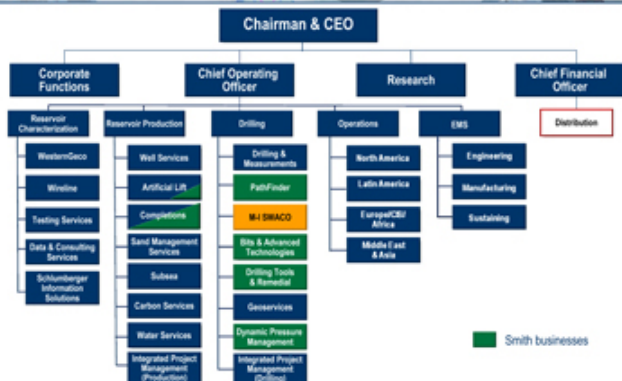 Chairman & CEO
Corporate
Functions
Chief Operating
Officer
Research
Chief Financial
Officer
Reservoir
Characterization
Reservoir Production
Drilling
Operations
EMS
Distribution
WesternGeco
Wireline
Testing Services
Data & Consulting
Services
Schlumberger
Information
Solutions
Well Services
Artificial Lift
Completions
Sand Management
Services
Subsea
Carbon Services
Water Services
Integrated Project
Management
(Production)
Drilling &
Measurements
PathFinder
M-I SWACO
Bits & Advanced
Technologies
Drilling Tools
& Remedial
Geoservices
Dynamic Pressure
Management
Integrated Project
Management
(Drilling)
North America
Latin America
Europe/CIS/
Africa
Middle East
& Asia
Engineering
Manufacturing
Sustaining
Smith businesses